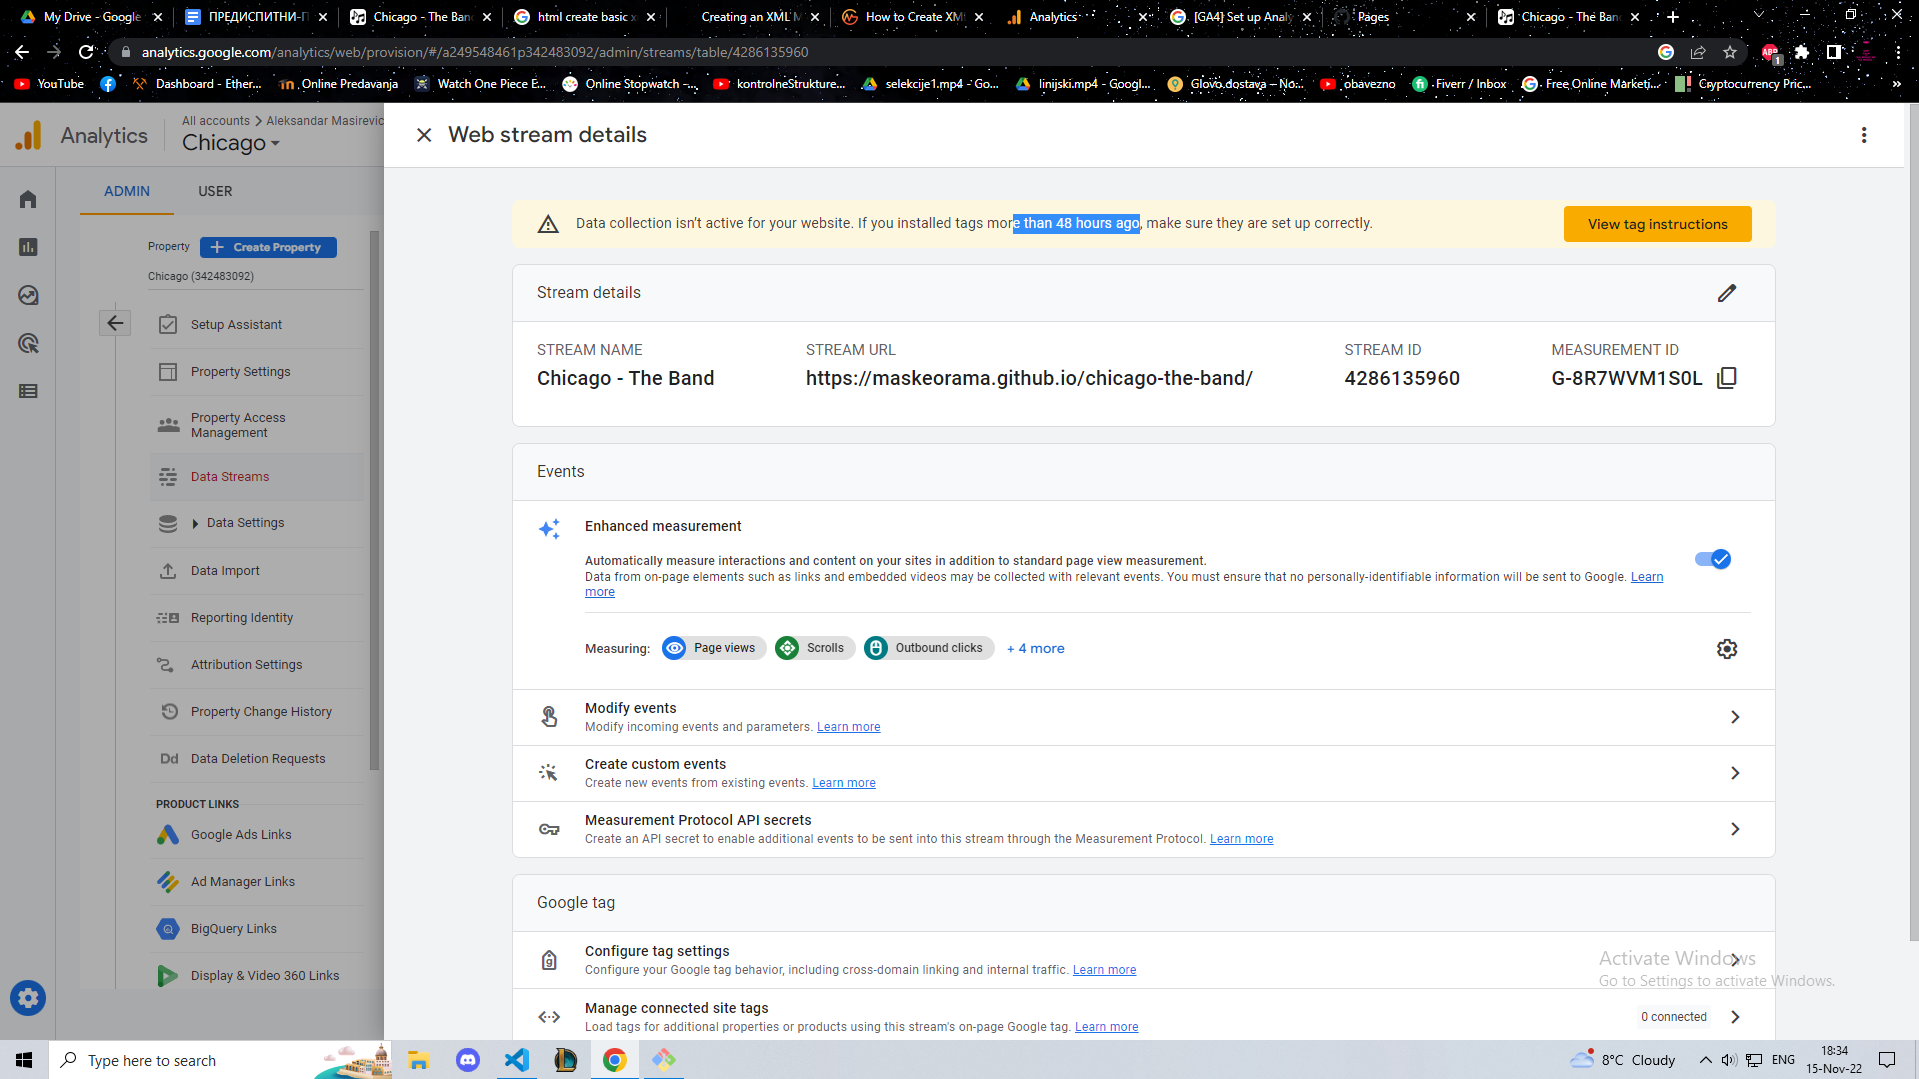 My Drive - Google
ПРЕДИСПИТНИ-П
Chicago - The Ban
html create basic x
Creating an XML M
How to Create XM
Analytics
[GA4] Set up Analy
Pages
Chicago - The Ban
analytics.google.com/analytics/web/provision/#/a249548461p342483092/admin/streams/table/4286135960
ABP
1
YouTube
Dashboard - Ether...
Online Predavanja
Watch One Piece E...
Online Stopwatch -...
kontrolneStrukture...
selekcije1.mp4 - Go...
linijski.mp4 - Googl...
Glovo dostava – No...
obavezno
Fiverr / Inbox
Free Online Marketi...
Cryptocurrency Pric...
»
Analytics
All accounts > Aleksandar Masirevic
Chicago
Web stream details
ADMIN
USER
Property
Create Property
Chicago (342483092)
Setup Assistant
Property Settings
Property Access
Management
Data Streams
Data Settings
Data Import
Reporting Identity
Attribution Settings
Property Change History
Dd Data Deletion Requests
PRODUCT LINKS
Google Ads Links
Ad Manager Links
BigQuery Links
Display & Video 360 Links
Data collection isn't active for your website. If you installed tags more than 48 hours ago, make sure they are set up correctly.
View tag instructions
Stream details
STREAM NAME
STREAM URL
STREAM ID
MEASUREMENT ID
Chicago - The Band
https://maskeorama.github.io/chicago-the-band/
4286135960
G-8R7WVM1S0L
Events
Enhanced measurement
Automatically measure interactions and content on your sites in addition to standard page view measurement.
Data from on-page elements such as links and embedded videos may be collected with relevant events. You must ensure that no personally-identifiable information will be sent to Google. Learn
more
Measuring:
Page views
Scrolls
Outbound clicks
+ 4 more
Modify events
Modify incoming events and parameters. Learn more
Create custom events
Create new events from existing events. Learn more
Measurement Protocol API secrets
Create an API secret to enable additional events to be sent into this stream through the Measurement Protocol. Learn more
Google tag
Configure tag settings
Configure your Google tag behavior, including cross-domain linking and internal traffic. Learn more
Manage connected site tags
Load tags for additional properties or products using this stream's on-page Google tag. Learn more
0 connected
Activate Windows
Go to Settings to activate Windows.
Type here to search
8°C Cloudy
ENG
18:34
15-Nov-22